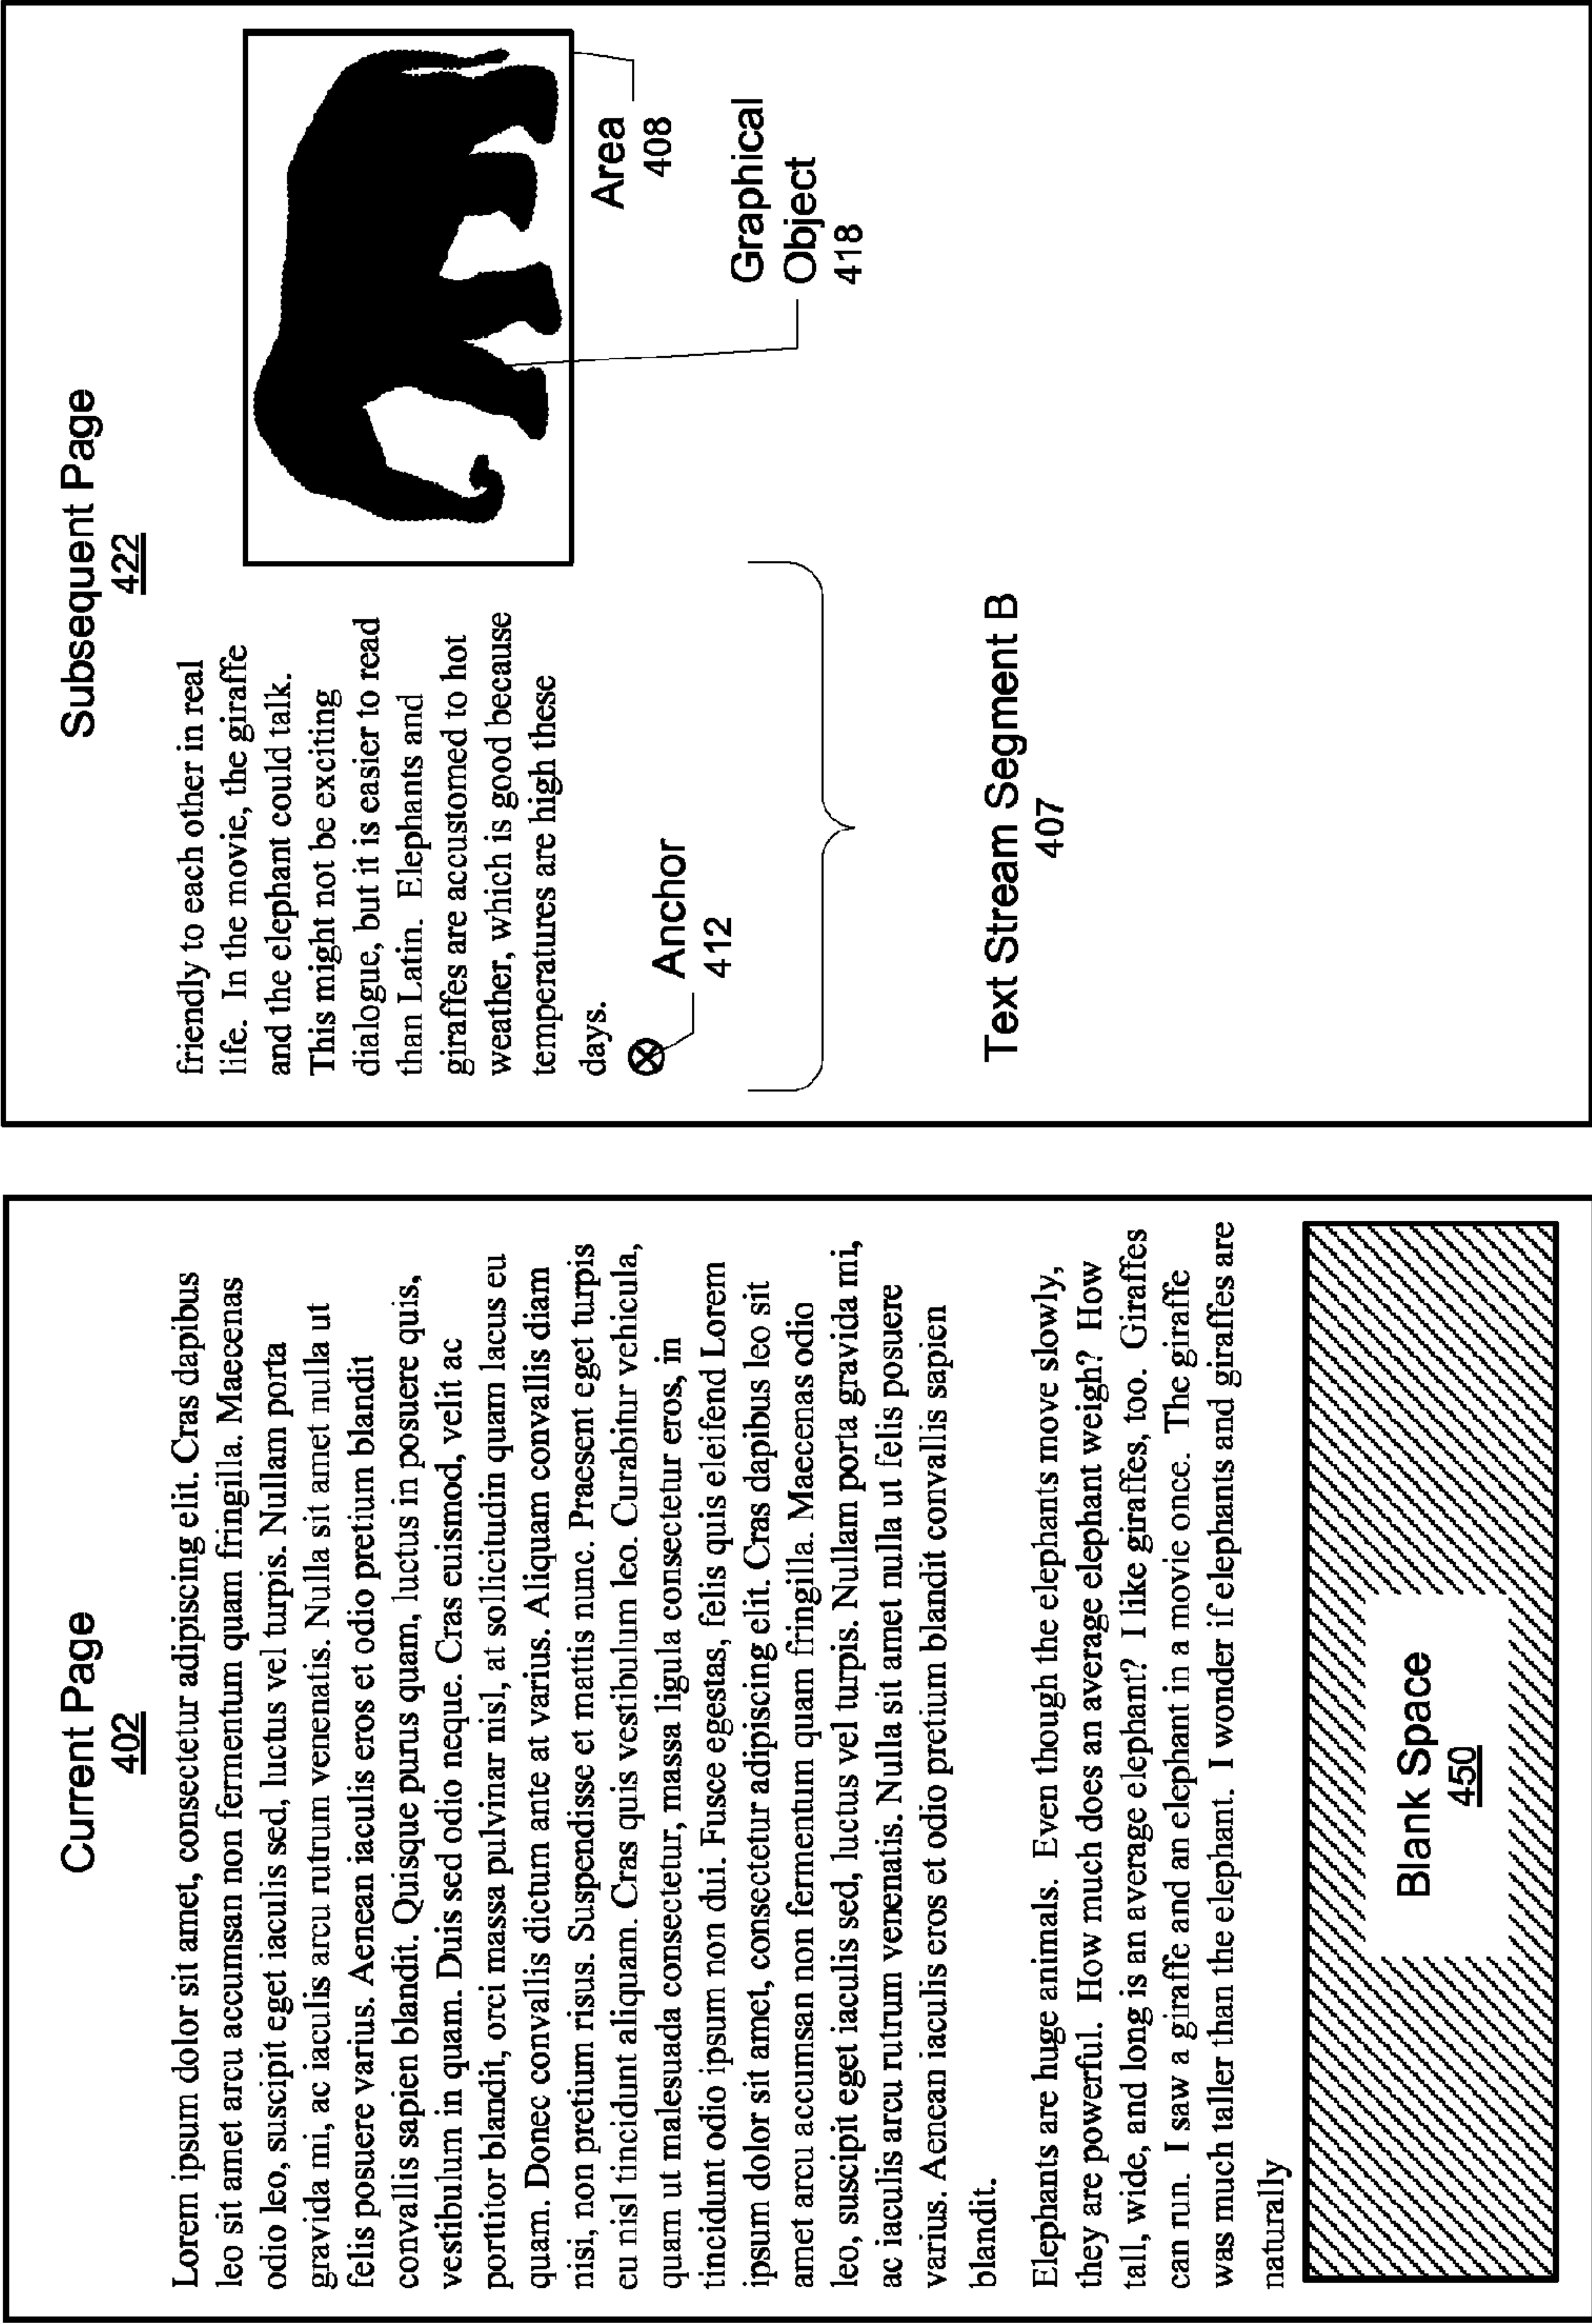 Current Page
402
Lorem ipsum dolor sit amet, consectetur adipiscing elit. Cras dapibus
leo sit amet arcu accumsan non fermentum quam fringilla. Maecenas
odio leo, suscipit eget iaculis sed, luctus vel turpis. Nullam porta
gravida mi, ac iaculis arcu rutrum venenatis. Nulla sit amet nulla ut
felis posuere varius. Aenean iaculis eros et odio pretium blandit
convallis sapien blandit. Quisque purus quam, luctus in posuere quis,
vestibulum in quam. Duis sed odio neque. Cras euismod, velit ac
porttitor blandit, orci massa pulvinar nisl, at sollicitudin quam lacus eu
quam. Donec convallis dictum ante at varius. Aliquam convallis diam
nisi, non pretium risus. Suspendisse et mattis nunc. Praesent eget turpis
eu nisl tincidunt aliquam. Cras quis vestibulum leo. Curabitur vehicula,
quam ut malesuada consectetur, massa ligula consectetur eros, in
tincidunt odio ipsum non dui. Fusce egestas, felis quis eleifend Lorem
ipsum dolor sit amet, consectetur adipiscing elit. Cras dapibus leo sit
amet arcu accumsan non fermentum quam fringilla. Maecenas odio
leo, suscipit eget iaculis sed, luctus vel turpis. Nullam porta gravida mi,
ac iaculis arcu rutrum venenatis. Nulla sit amet nulla ut felis posuere
varius. Aenean iaculis eros et odio pretium blandit convallis sapien
blandit.
Elephants are huge animals. Even though the elephants move slowly,
they are powerful. How much does an average elephant weigh? How
tall, wide, and long is an average elephant? I like giraffes, too. Giraffes
can run. I saw a giraffe and an elephant in a movie once. The giraffe
was much taller than the elephant. I wonder if elephants and giraffes are
naturally
Blank Space
450
Subsequent Page
422
friendly to each other in real
life. In the movie, the giraffe
and the elephant could talk.
This might not be exciting
dialogue, but it is easier to read
than Latin. Elephants and
giraffes are accustomed to hot
weather, which is good because
temperatures are high these
days.
Anchor
412
Area
408
Graphical
Object
418
Text Stream Segment B
407